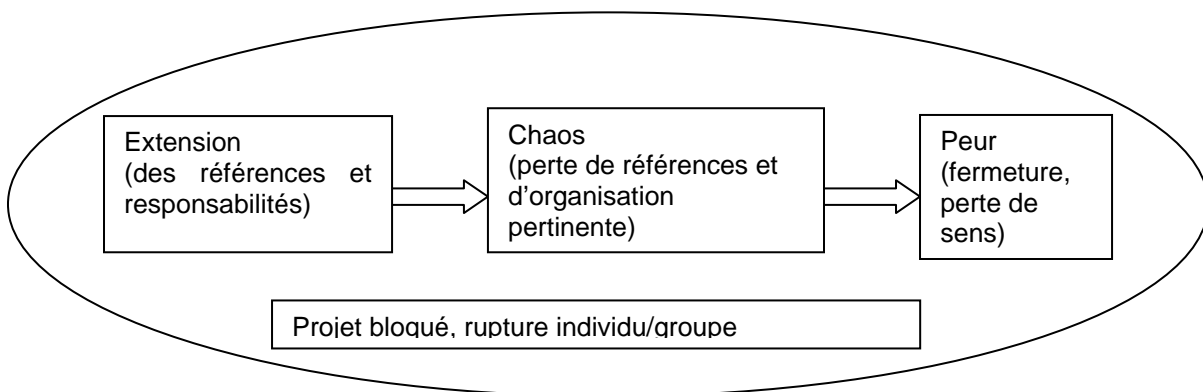 Extension
(des références et
responsabilités)
Chaos
(perte de références et
d'organisation
pertinente)
Peur
(fermeture,
perte de
sens)
Projet bloqué, rupture individu/groupe